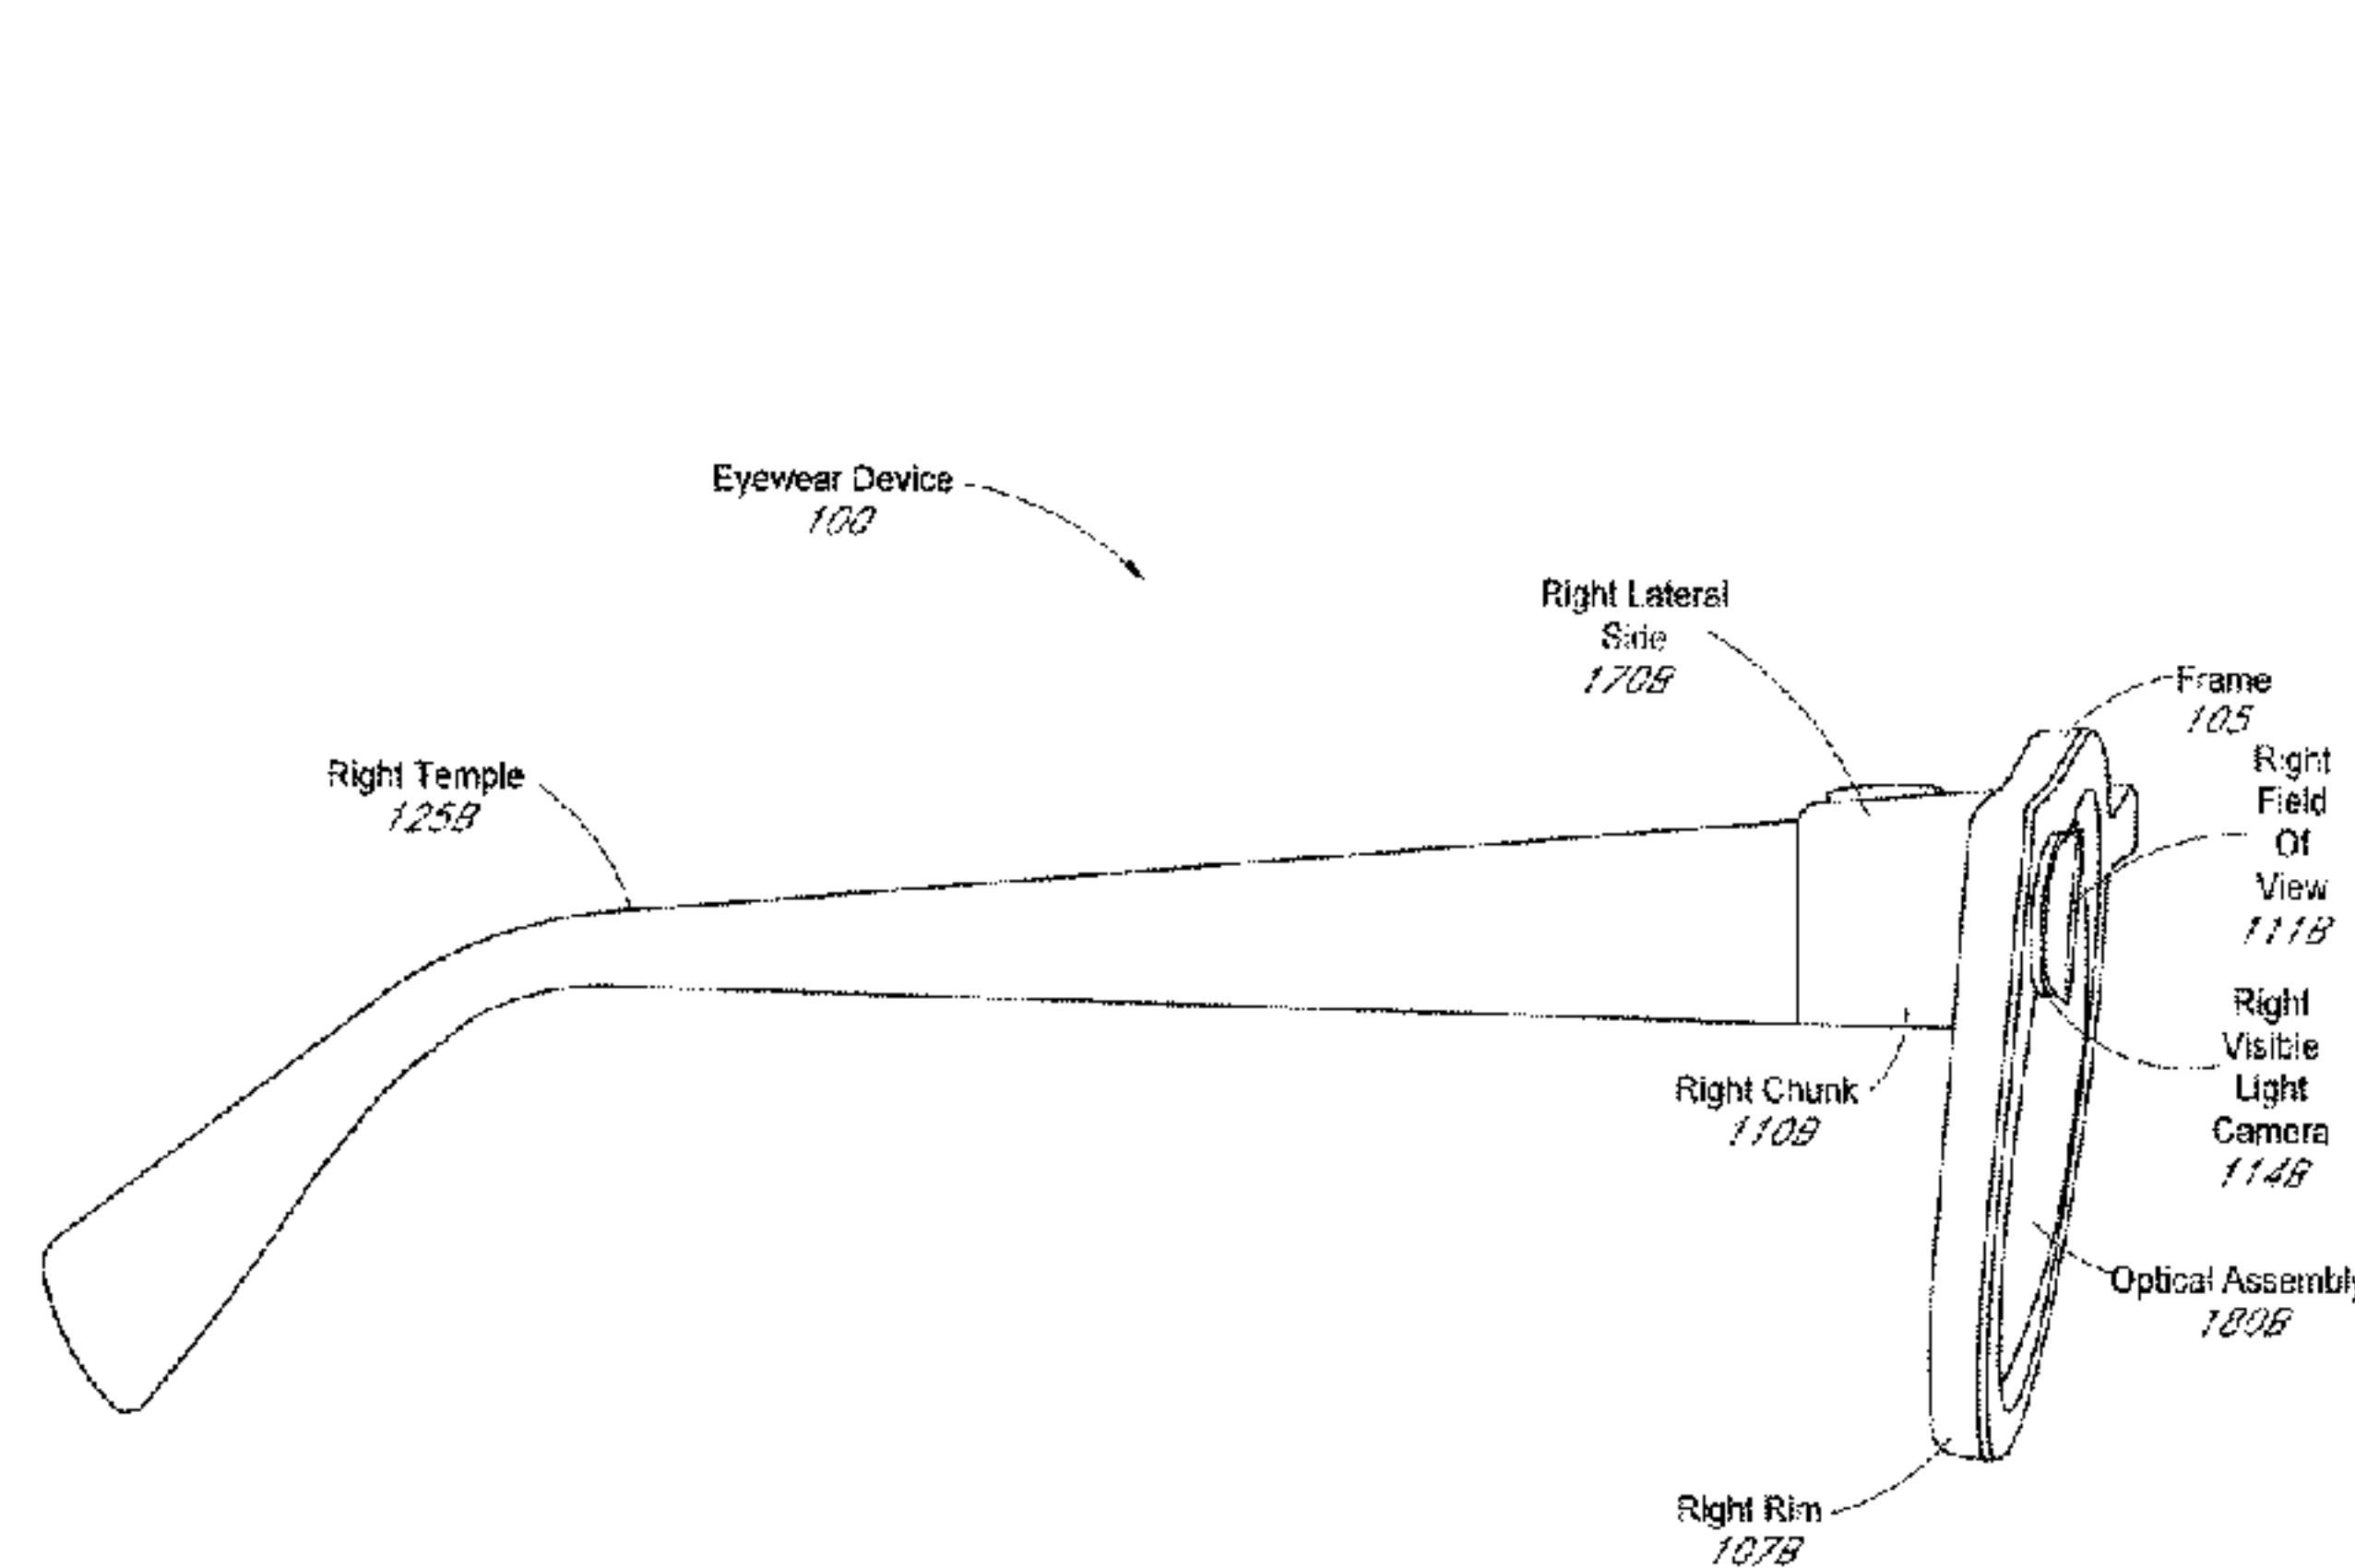 Eyewear Device
100
Right Lateral
Side
170B
Frame
105
Right
Field
Of
View
111B
Right Temple
125B
Right
Visible
Light
Camera
114B
Right Chunk
110B
Optical Assembly
180B
Right Rim
107B